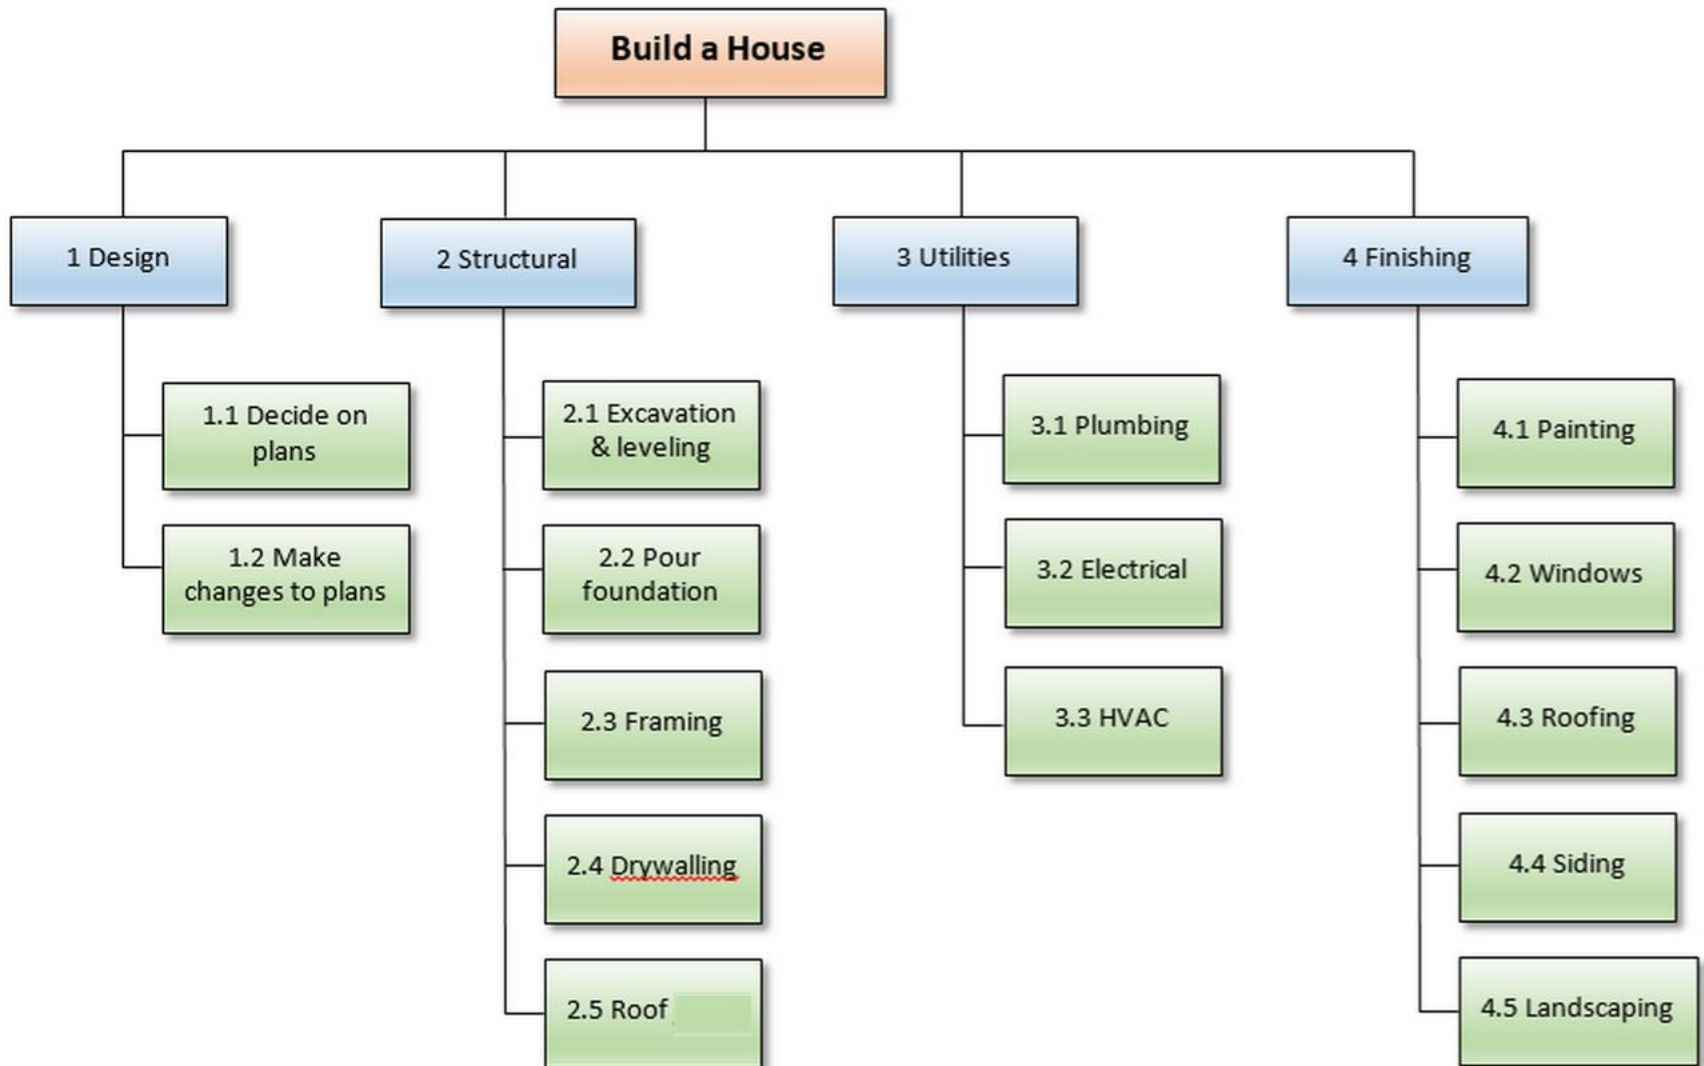 Build a House
1 Design
2 Structural
3 Utilities
4 Finishing
1.1 Decide on
plans
1.2 Make
changes to plans
2.1 Excavation
& leveling
2.2 Pour
foundation
2.3 Framing
2.4 Drywalling
2.5 Roof
3.1 Plumbing
3.2 Electrical
3.3 HVAC
4.1 Painting
4.2 Windows
4.3 Roofing
4.4 Siding
4.5 Landscaping